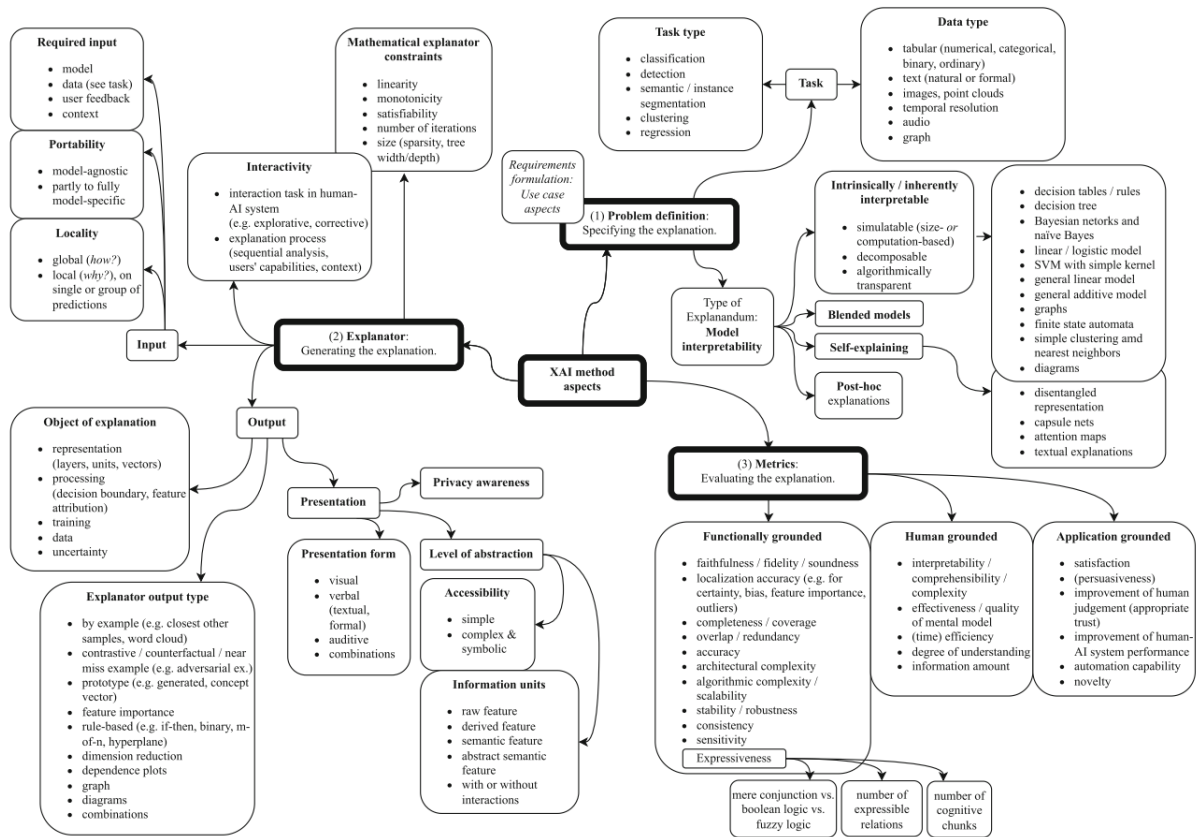 Required input
• model
• data (see task)
• user feedback
• context
Portability
• model-agnostic
• partly to fully
model-specific
Locality
• global (how?)
• local (why?), on
single or group of
predictions
Input
Mathematical explanator
constraints
• linearity
• monotonicity
• satisfiability
• number of iterations
• size (sparsity, tree
width/depth)
Interactivity
• interaction task in human-
AI system
(e.g. explorative, corrective)
• explanation process
(sequential analysis,
users' capabilities, context)
(2) Explanator:
Generating the explanation.
Task type
• classification
• detection
• semantic / instance
segmentation
• clustering
• regression
Task
Data type
• tabular (numerical, categorical,
binary, ordinary)
• text (natural or formal)
• images, point clouds
• temporal resolution
• audio
• graph
Requirements
formulation:
Use case
aspects
(1) Problem definition:
Specifying the explanation.
Type of
Explanandum:
Model
interpretability
Intrinsically / inherently
interpretable
• simulatable (size- or
computation-based)
• decomposable
• algorithmically
transparent
Blended models
Self-explaining
Post-hoc
explanations
• decision tables / rules
• decision tree
• Bayesian netorks and
naïve Bayes
• linear / logistic model
• SVM with simple kernel
• general linear model
• general additive model
• graphs
• finite state automata
• simple clustering amd
nearest neighbors
• diagrams
• disentangled
representation
• capsule nets
• attention maps
• textual explanations
XAI method
aspects
Output
Object of explanation
• representation
(layers, units, vectors)
• processing
(decision boundary, feature
attribution)
• training
• data
• uncertainty
Explanator output type
• by example (e.g. closest other
samples, word cloud)
• contrastive / counterfactual / near
miss example (e.g. adversarial ex.)
• prototype (e.g. generated, concept
vector)
• feature importance
• rule-based (e.g. if-then, binary, m-
of-n, hyperplane)
• dimension reduction
• dependence plots
• graph
• diagrams
• combinations
Presentation
Privacy awareness
Presentation form
• visual
• verbal
(textual,
formal)
• auditive
• combinations
Level of abstraction
Accessibility
• simple
• complex &
symbolic
Information units
• raw feature
• derived feature
• semantic feature
• abstract semantic
feature
• with or without
interactions
(3) Metrics:
Evaluating the explanation.
Functionally grounded
• faithfulness / fidelity / soundness
• localization accuracy (e.g. for
certainty, bias, feature importance,
outliers)
• completeness / coverage
• overlap / redundancy
• accuracy
• architectural complexity
• algorithmic complexity /
scalability
• stability / robustness
• consistency
• sensitivity
Expressiveness
mere conjunction vs.
boolean logic vs.
fuzzy logic
number of
expressible
relations
number of
cognitive
chunks
Human grounded
• interpretability /
comprehensibility /
complexity
• effectiveness / quality
of mental model
• (time) efficiency
• degree of understanding
• information amount
Application grounded
• satisfaction
• (persuasiveness)
• improvement of human
judgement (appropriate
trust)
• improvement of human-
AI system performance
• automation capability
• novelty